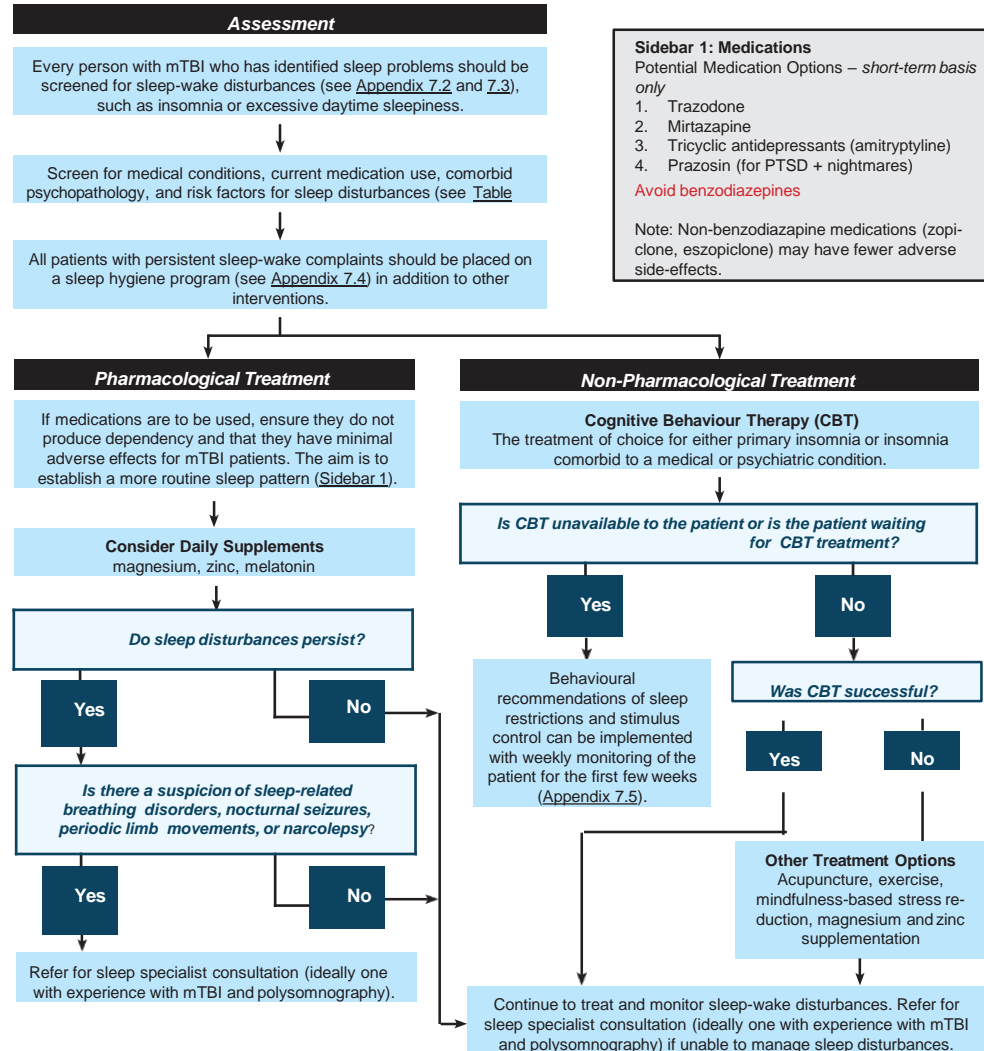 Assessment
Every person with mTBI who has identified sleep problems should be
screened for sleep-wake disturbances (see Appendix 7.2 and 7.3),
such as insomnia or excessive daytime sleepiness.
Screen for medical conditions, current medication use, comorbid
psychopathology, and risk factors for sleep disturbances (see Table
All patients with persistent sleep-wake complaints should be placed on
a sleep hygiene program (see Appendix 7.4) in addition to other
interventions.
Sidebar 1: Medications
Potential Medication Options – short-term basis
only
1. Trazodone
2. Mirtazapine
3. Tricyclic antidepressants (amitryptyline)
4. Prazosin (for PTSD + nightmares)
Avoid benzodiazepines
Note: Non-benzodiazapine medications (zopi-
clone, eszopiclone) may have fewer adverse
side-effects.
Pharmacological Treatment
If medications are to be used, ensure they do not
produce dependency and that they have minimal
adverse effects for mTBI patients. The aim is to
establish a more routine sleep pattern (Sidebar 1).
Consider Daily Supplements
magnesium, zinc, melatonin
Do sleep disturbances persist?
Yes
No
Is there a suspicion of sleep-related
breathing disorders, nocturnal seizures,
periodic limb movements, or narcolepsy?
Yes
No
Refer for sleep specialist consultation (ideally one
with experience with mTBI and polysomnography).
Non-Pharmacological Treatment
Cognitive Behaviour Therapy (CBT)
The treatment of choice for either primary insomnia or insomnia
comorbid to a medical or psychiatric condition.
Is CBT unavailable to the patient or is the patient waiting
for CBT treatment?
Yes
No
Behavioural
recommendations of sleep
restrictions and stimulus
control can be implemented
with weekly monitoring of the
patient for the first few weeks
(Appendix 7.5).
Was CBT successful?
Yes
No
Other Treatment Options
Acupuncture, exercise,
mindfulness-based stress re-
duction, magnesium and zinc
supplementation
Continue to treat and monitor sleep-wake disturbances. Refer for
sleep specialist consultation (ideally one with experience with mTBI
and polysomnography) if unable to manage sleep disturbances.